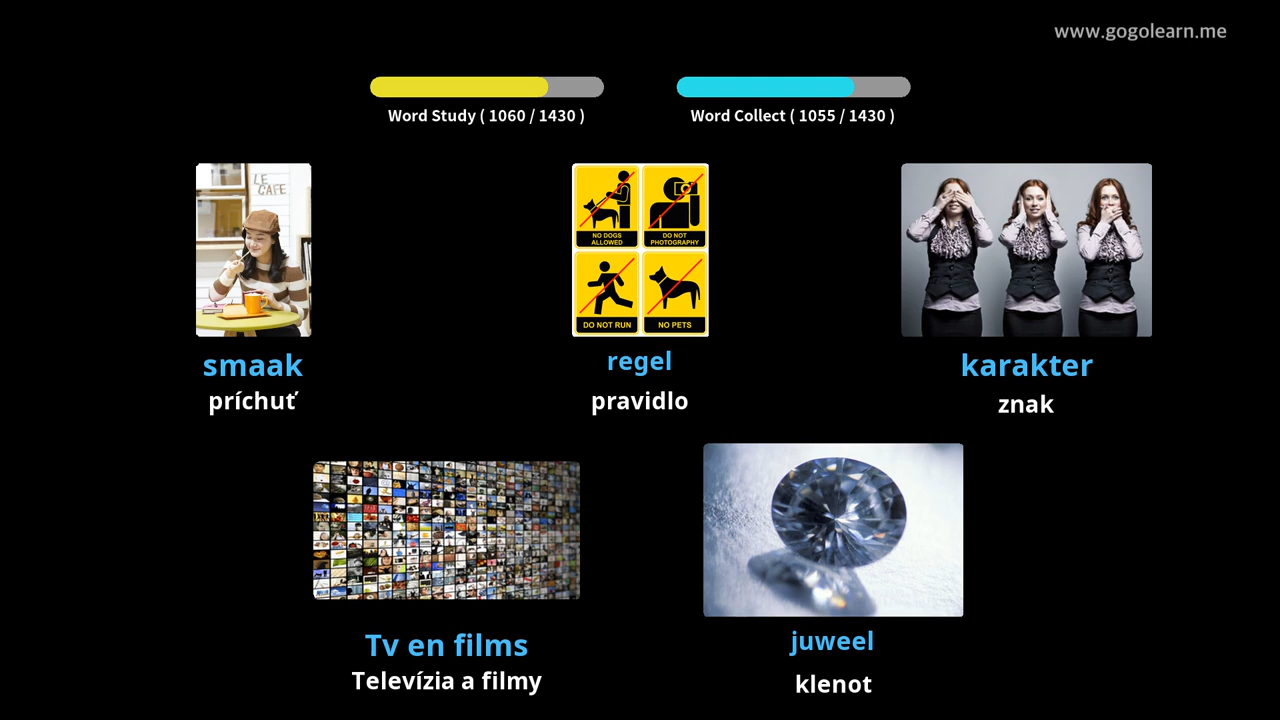 www.gogolearn.me
Word Study ( 1060 / 1430 )
Word Collect ( 1055 / 1430 )
LE
CAFE
NO DOGS
ALLOWED
DO NOT
PHOTOGRAPHY
DO NOT RUN
NO PETS
smaak
príchuť
regel
pravidlo
karakter
znak
Tv en films
Televízia a filmy
juweel
klenot